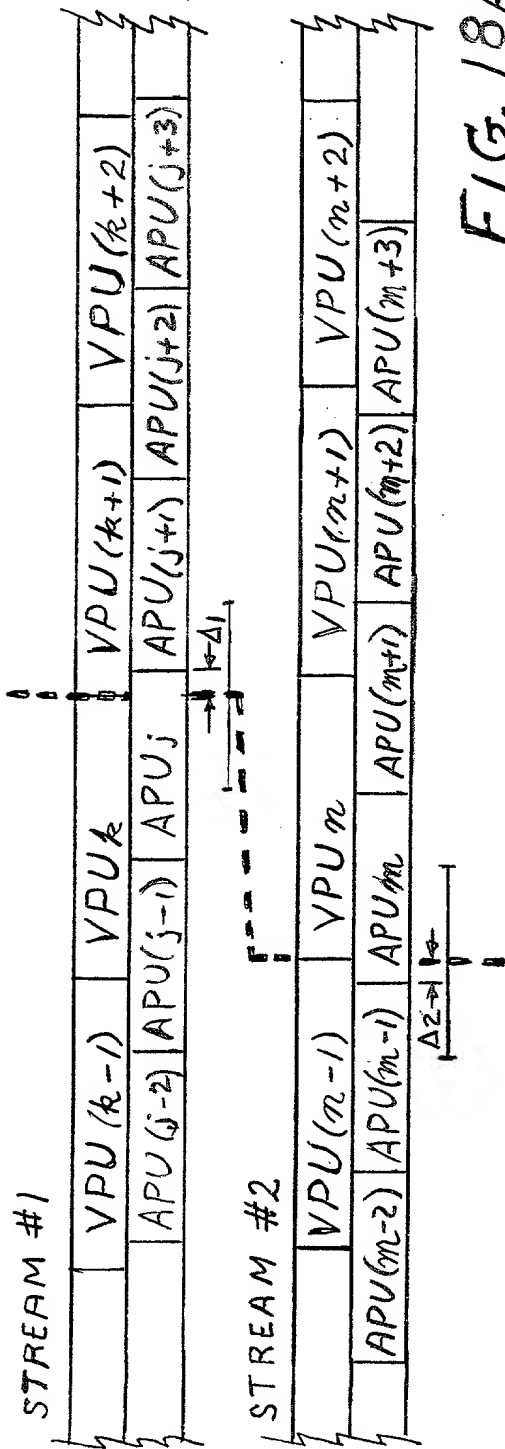 STREAM #1
VPU(k-1) VPUk VPU(k+1) VPU(k+2)
APU(j-2) APU(j-1) APUj APU(j+1) APU(j+2) APU(j+3)
Δ1
STREAM #2
VPU(n-1) VPUn VPU(n+1) VPU(n+2)
APU(m-2) APU(m-1) APUm APU(m+1) APU(m+2) APU(m+3)
Δ2
FIG. 18A